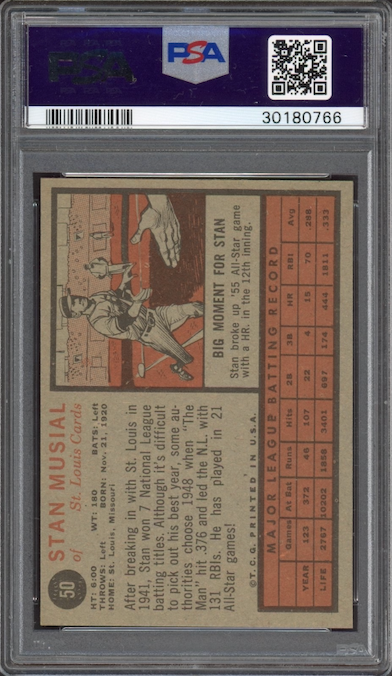 PSA
PSA
30180766
50
STAN MUSIAL
of St. Louis Cards
HT: 6:00 WT: 180 BATS: Left
THROWS: Left BORN: Nov. 21, 1920
HOME: St. Louis, Missouri
After breaking in with St. Louis in
1941, Stan won 7 National League
batting titles. Although it's difficult
to pick out his best year, some au-
thorities choose 1948 when "The
Man" hit .376 and led the N.L. with
131 RBIs. He has played in 21
All-Star games!
BIG MOMENT FOR STAN
Stan broke up '55 All-Star game
with a HR. in the 12th inning.
©T.C.G. PRINTED IN U.S.A.
MAJOR LEAGUE BATTING RECORD
Games At Bat Runs Hits 2B 3B HR RBI Avg
YEAR 123 372 46 107 22 4 15 70 .288
LIFE 2797 10202 1858 3401 697 174 444 1811 .333
PSA